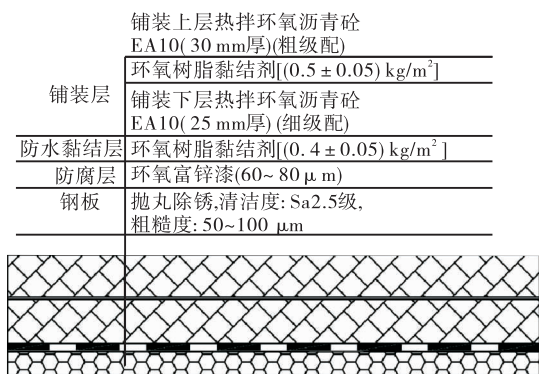 铺装上层热拌环氧沥青砼
EA10(30mm厚)(粗级配)
环氧树脂黏结剂[(0.5±0.05) kg/m²]
铺装层
铺装下层热拌环氧沥青砼
EA10(25mm厚)(细级配)
防水黏结层 环氧树脂黏结剂[(0.4±0.05) kg/m²]
防腐层 环氧富锌漆(60~80μm)
钢板 抛丸除锈,清洁度: Sa2.5级,
粗糙度: 50~100 μm